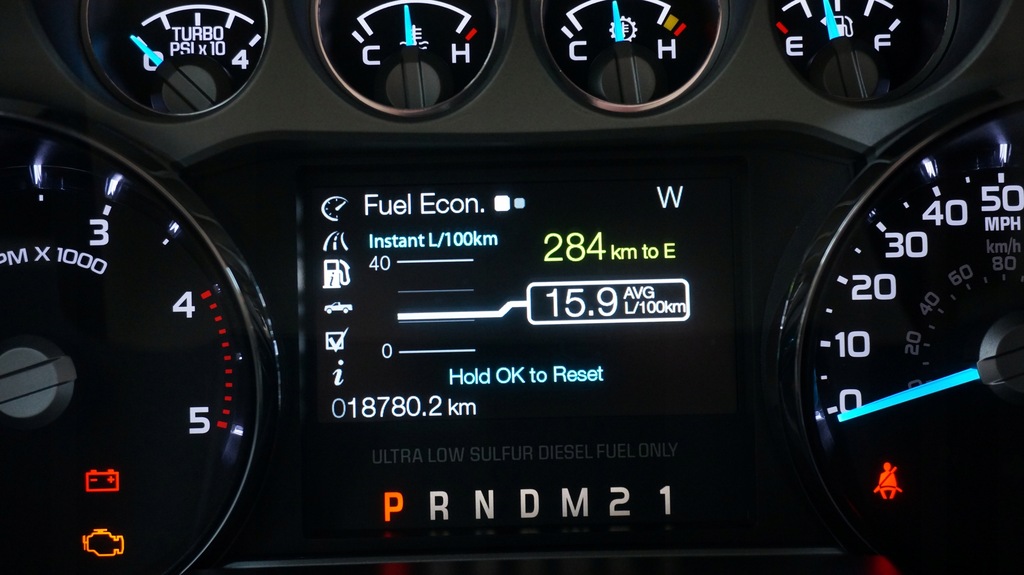 TURBO
PSI x 10
0 4
C H
C H
E F
Fuel Econ. W
Instant L/100km
40
284 km to E
15.9 AVG L/100km
0
Hold OK to Reset
018780.2 km
ULTRA LOW SULFUR DIESEL FUEL ONLY
P R N D M 2 1
3
PM X 1000
4
5
50
MPH
km/h
80
40
60
30
40
20
20
10
0
0